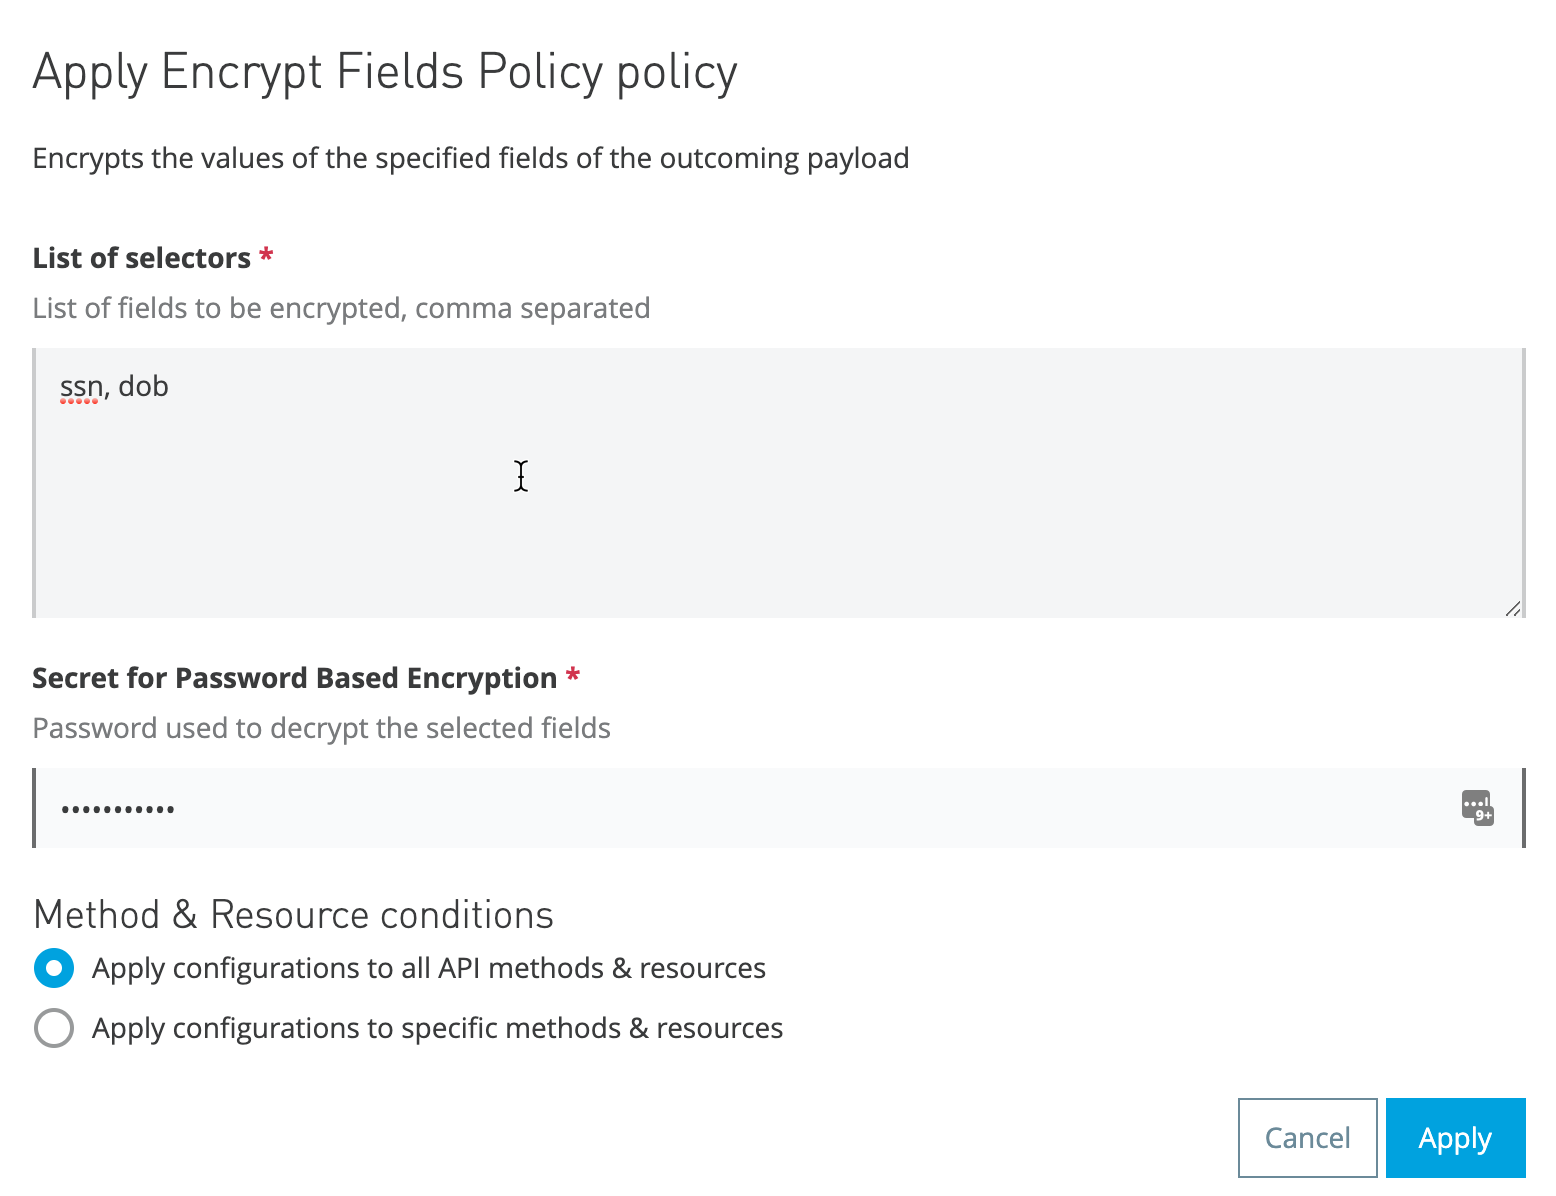 Apply Encrypt Fields Policy policy
Encrypts the values of the specified fields of the outcoming payload
List of selectors *
List of fields to be encrypted, comma separated
ssn, dob
Secret for Password Based Encryption *
Password used to decrypt the selected fields
•••••••••••
9+
Method & Resource conditions
Apply configurations to all API methods & resources
Apply configurations to specific methods & resources
Cancel
Apply